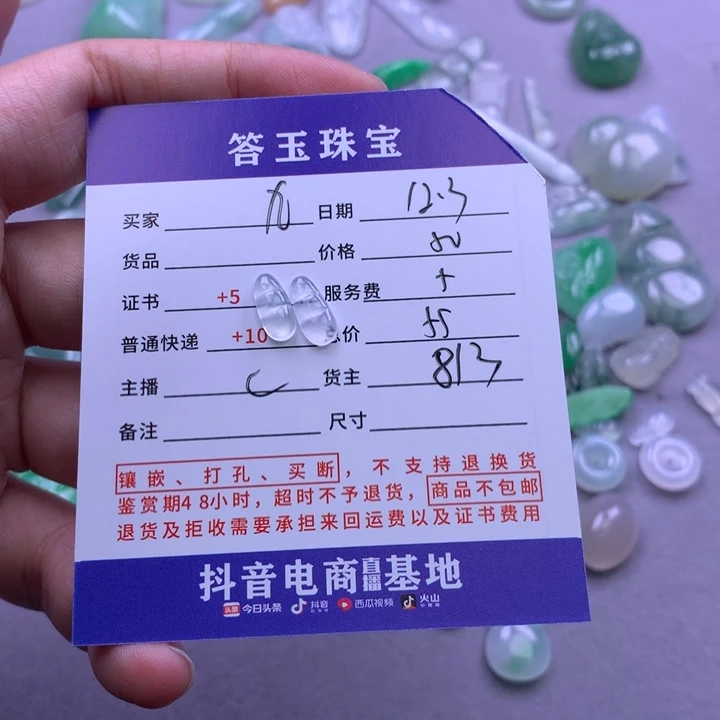 答玉珠宝
买家 九 日期 12.3
货品 价格 50
证书 +5 服务费 5
普通快递 +10 价 55
主播 货主 813
备注 尺寸
镶嵌、打孔、买断，不支持退换货
鉴赏期48小时，超时不予退货，商品不包邮
退货及拒收需要承担来回运费以及证书费用
抖音电商直播基地
头条 今日头条 抖音 西瓜视频 火山